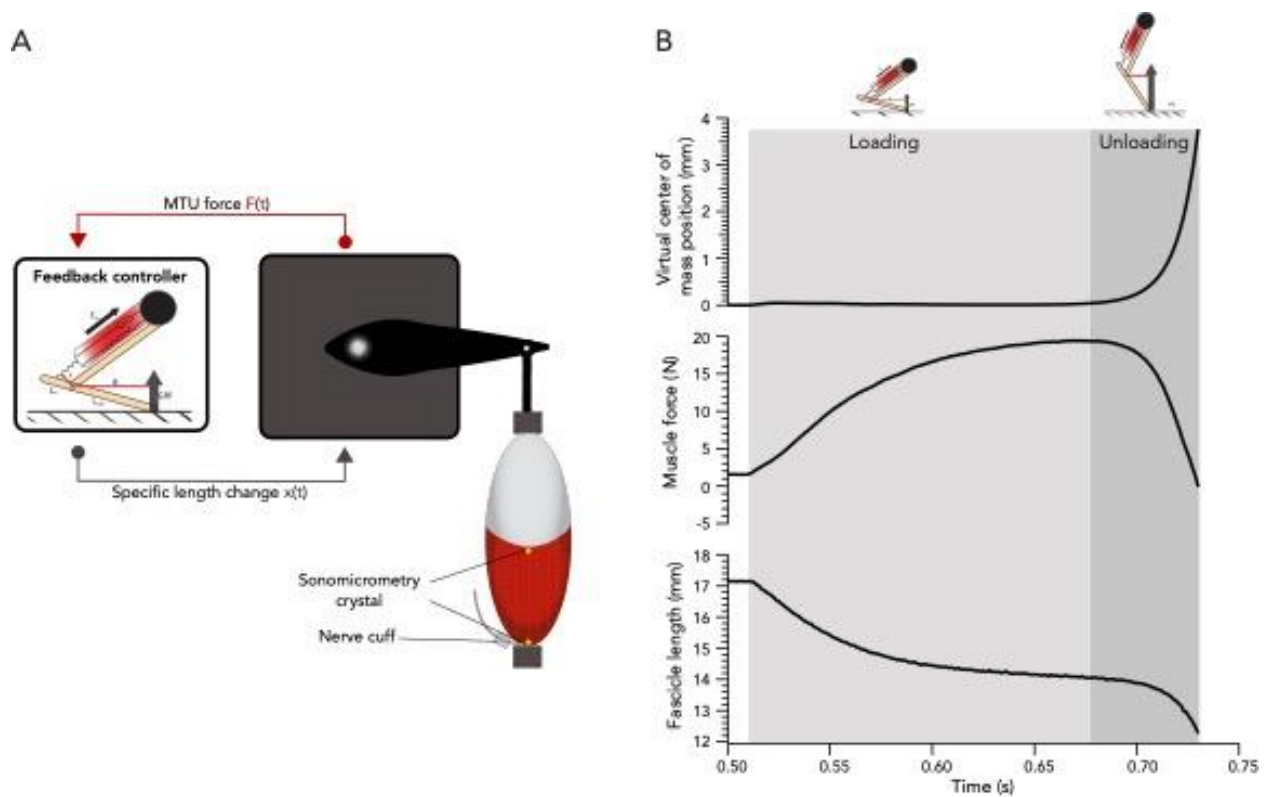 A
MTU force F(t)
Feedback controller
Specific length change x(t)
Sonomicrometry
crystal
Nerve cuff
B
Loading
Unloading
Virtual center of
mass position (mm)
4
3
2
1
0
Muscle force (N)
20
15
10
5
0
-5
Fascicle length (mm)
18
17
16
15
14
13
12
0.50
0.55
0.60
0.65
0.70
0.75
Time (s)